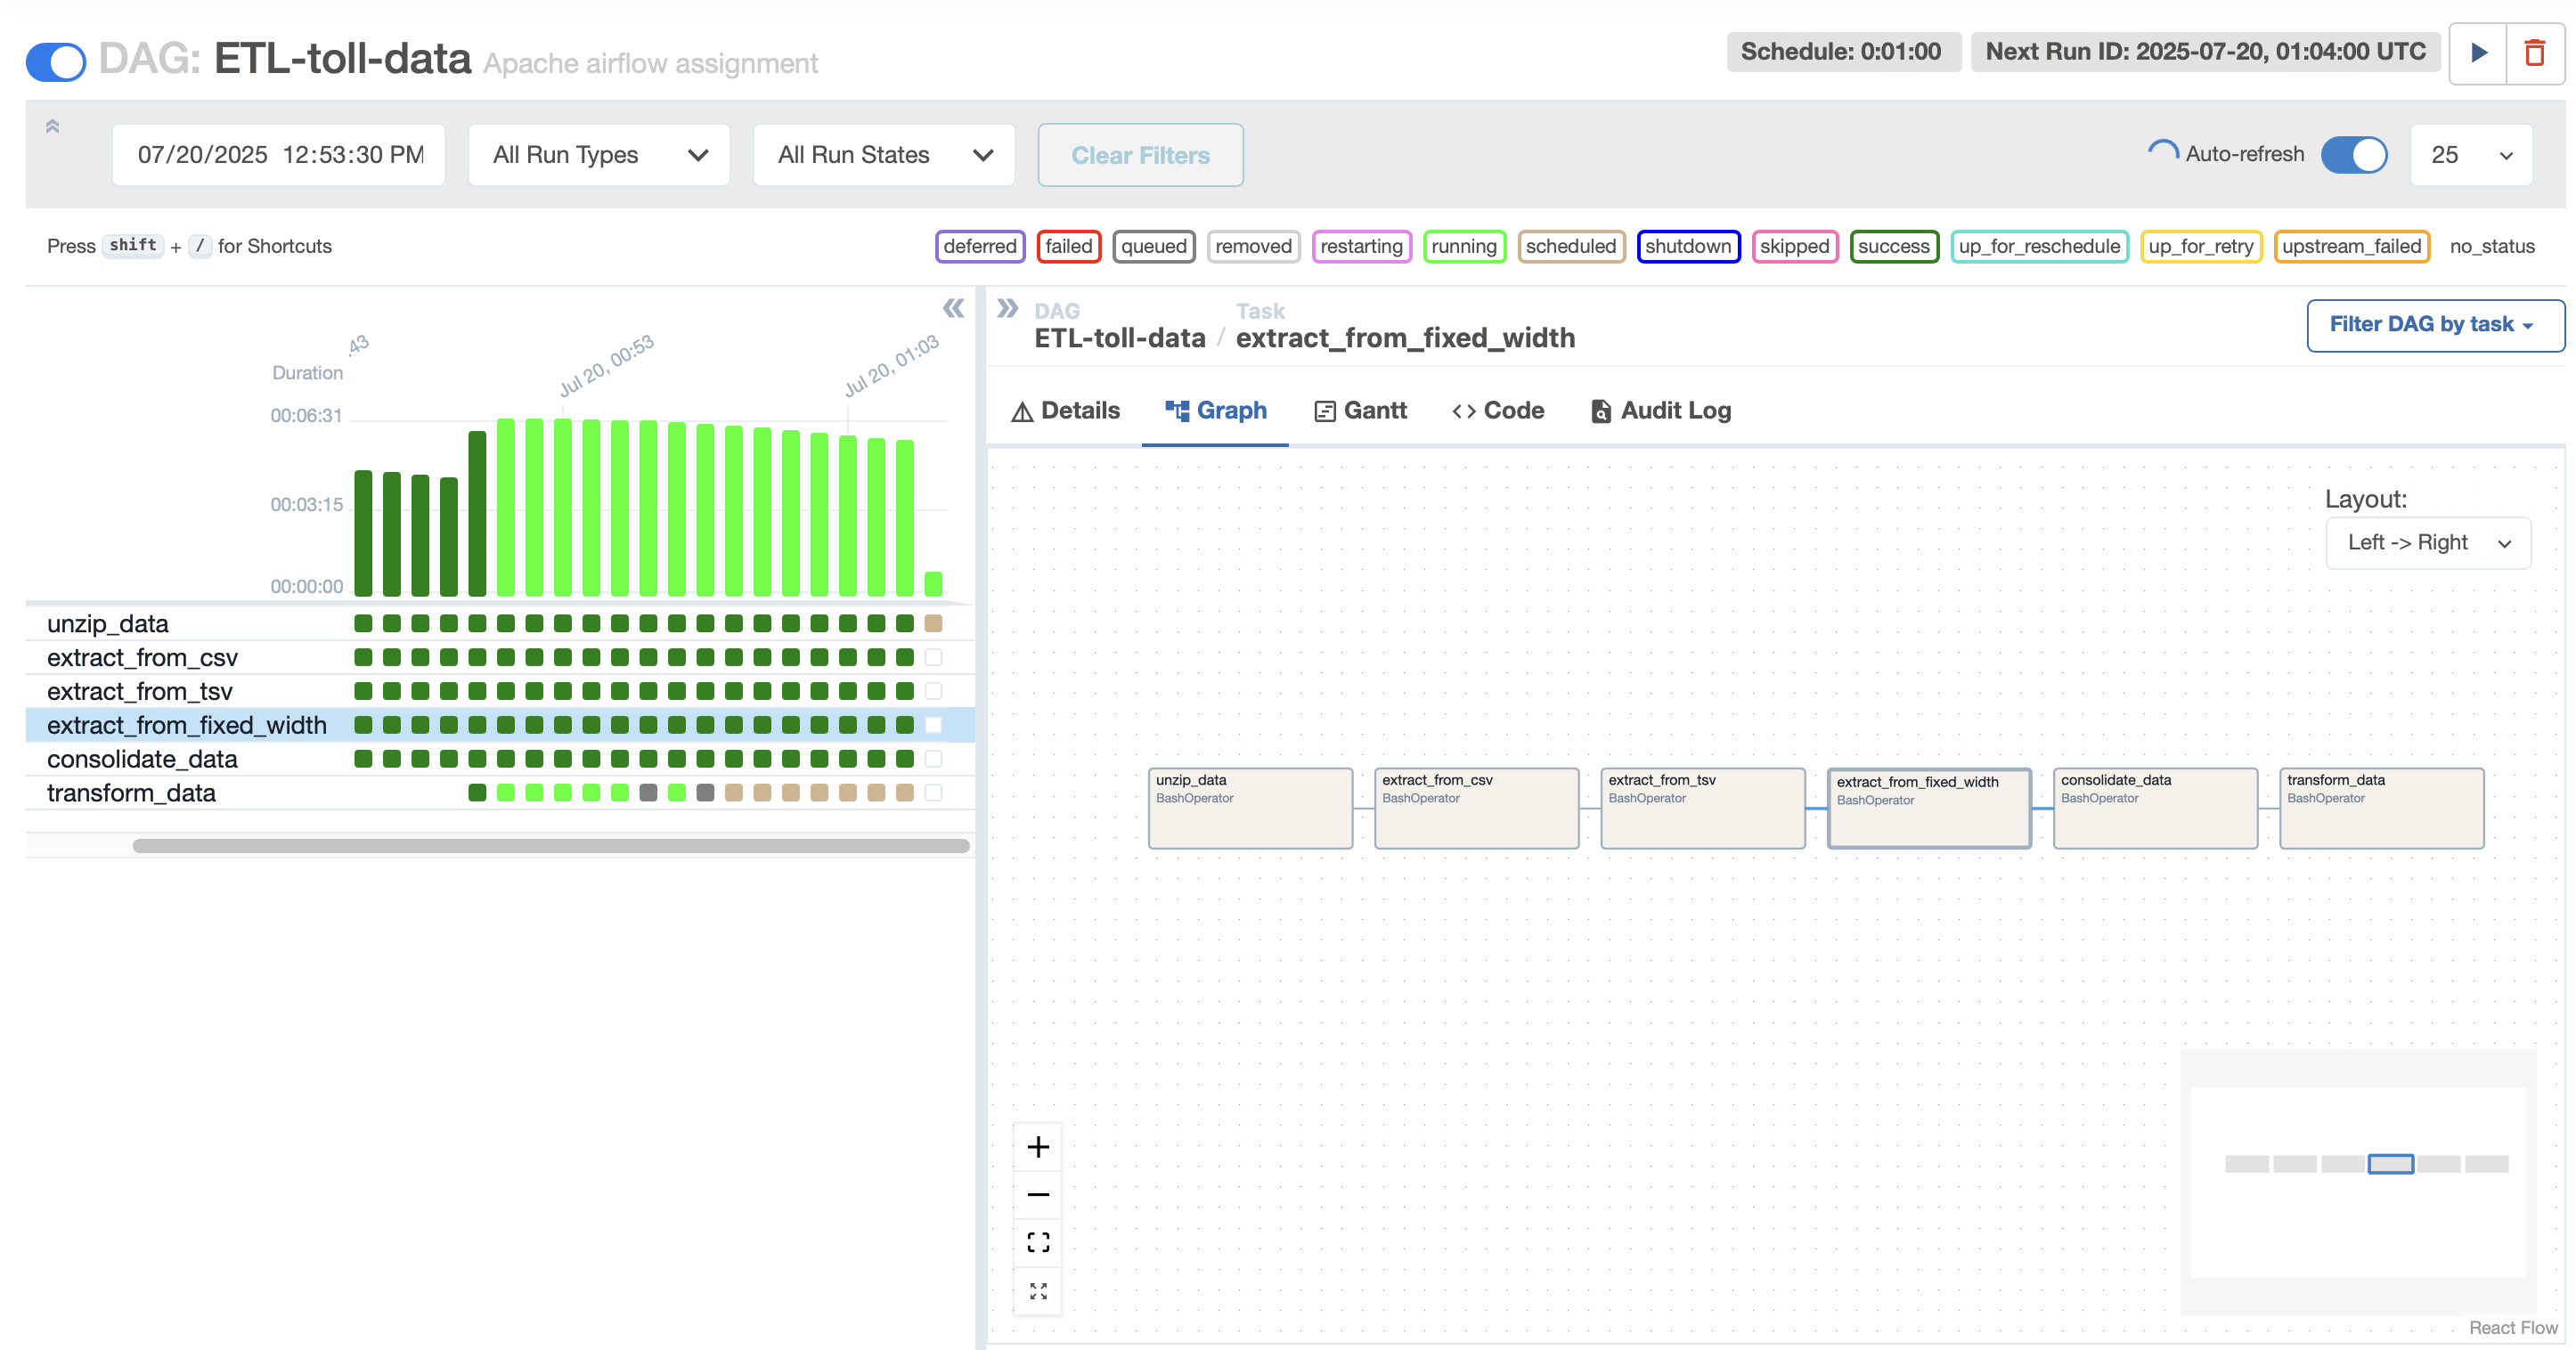 DAG: ETL-toll-data Apache airflow assignment
Schedule: 0:01:00
Next Run ID: 2025-07-20, 01:04:00 UTC
07/20/2025 12:53:30 PM
All Run Types
All Run States
Clear Filters
Auto-refresh
25
Press shift + / for Shortcuts
deferred
failed
queued
removed
restarting
running
scheduled
shutdown
skipped
success
up_for_reschedule
up_for_retry
upstream_failed
no_status
:43
Jul 20, 00:53
Jul 20, 01:03
Duration
00:06:31
00:03:15
00:00:00
unzip_data
extract_from_csv
extract_from_tsv
extract_from_fixed_width
consolidate_data
transform_data
DAG
ETL-toll-data /
Task
extract_from_fixed_width
Filter DAG by task
Details
Graph
Gantt
Code
Audit Log
Layout:
Left -> Right
unzip_data
BashOperator
extract_from_csv
BashOperator
extract_from_tsv
BashOperator
extract_from_fixed_width
BashOperator
consolidate_data
BashOperator
transform_data
BashOperator
React Flow